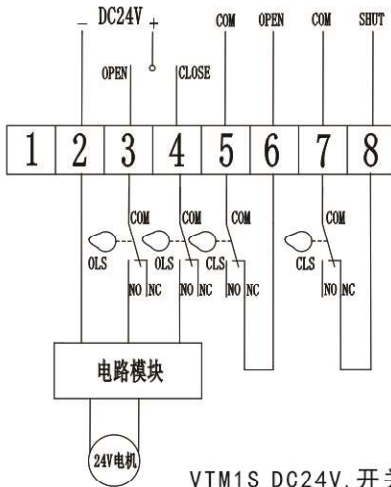 — DC24V +
COM OPEN COM SHUT
OPEN CLOSE
1 2 3 4 5 6 7 8
COM COM COM COM
OLS OLS CLS CLS
NO NC NO NC NO NC NO NC
电路模块
24V电机
VTM1S DC24V, 开